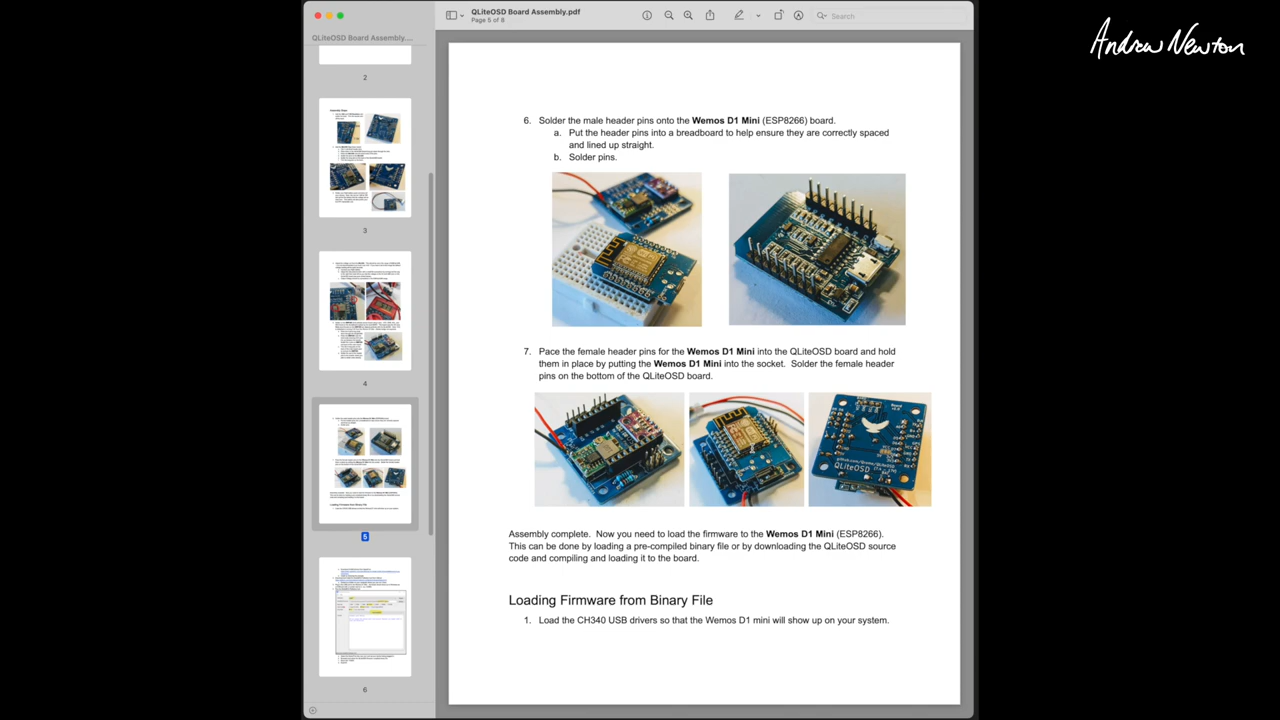 QLiteOSD Board Assembly.pdf
Page 5 of 8
Search
Andrew Newton
QLiteOSD Board Assembly....
2
3
4
5
6
6. Solder the male header pins onto the Wemos D1 Mini (ESP8266) board.
a. Put the header pins into a breadboard to help ensure they are correctly spaced
and lined up straight.
b. Solder pins.
7. Pace the female header pins for the Wemos D1 Mini into the QLiteOSD board and hold
them in place by putting the Wemos D1 Mini into the socket. Solder the female header
pins on the bottom of the QLiteOSD board.
QLiteOSD
Assembly complete. Now you need to load the firmware to the Wemos D1 Mini (ESP8266).
This can be done by loading a pre-compiled binary file or by downloading the QLiteOSD source
code and compiling and loading it to the board.
Loading Firmware from Binary File
1. Load the CH340 USB drivers so that the Wemos D1 mini will show up on your system.